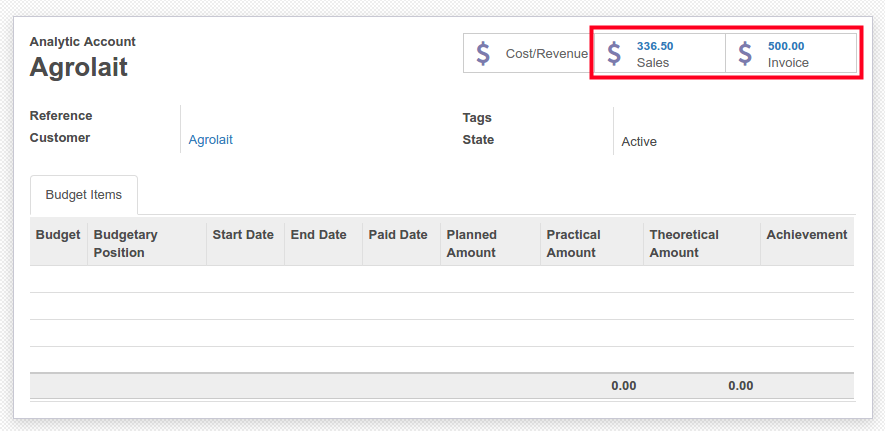 Analytic Account
Agrolait
$ Cost/Revenue
$ 336.50
Sales
$ 500.00
Invoice
Reference
Customer Agrolait
Tags
State Active
Budget Items
Budget Budgetary Position Start Date End Date Paid Date Planned Amount Practical Amount Theoretical Amount Achievement
0.00 0.00